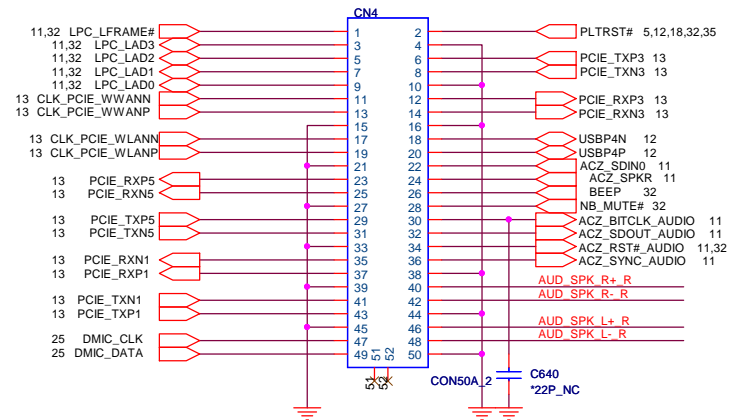 CN4
11,32 LPC_LFRAME# 1 2 PLTRST# 5,12,18,32,35
11,32 LPC_LAD3 3 4
11,32 LPC_LAD2 5 6 PCIE_TXP3 13
11,32 LPC_LAD1 7 8 PCIE_TXN3 13
11,32 LPC_LAD0 9 10
13 CLK_PCIE_WWANN 11 12 PCIE_RXP3 13
13 CLK_PCIE_WWANP 13 14 PCIE_RXN3 13
15 16
13 CLK_PCIE_WLANN 17 18 USBP4N 12
13 CLK_PCIE_WLANP 19 20 USBP4P 12
21 22 ACZ_SDIN0 11
13 PCIE_RXP5 23 24 ACZ_SPKR 11
13 PCIE_RXN5 25 26 BEEP 32
27 28 NB_MUTE# 32
13 PCIE_TXP5 29 30 ACZ_BITCLK_AUDIO 11
13 PCIE_TXN5 31 32 ACZ_SDOUT_AUDIO 11
33 34 ACZ_RST#_AUDIO 11,32
13 PCIE_RXN1 35 36 ACZ_SYNC_AUDIO 11
13 PCIE_RXP1 37 38
39 40 AUD_SPK_R+_R
13 PCIE_TXN1 41 42 AUD_SPK_R-_R
13 PCIE_TXP1 43 44
45 46 AUD_SPK_L+_R
25 DMIC_CLK 47 48 AUD_SPK_L-_R
25 DMIC_DATA 49 50
51 52
51 52
CON50A_2
C640
*22P_NC